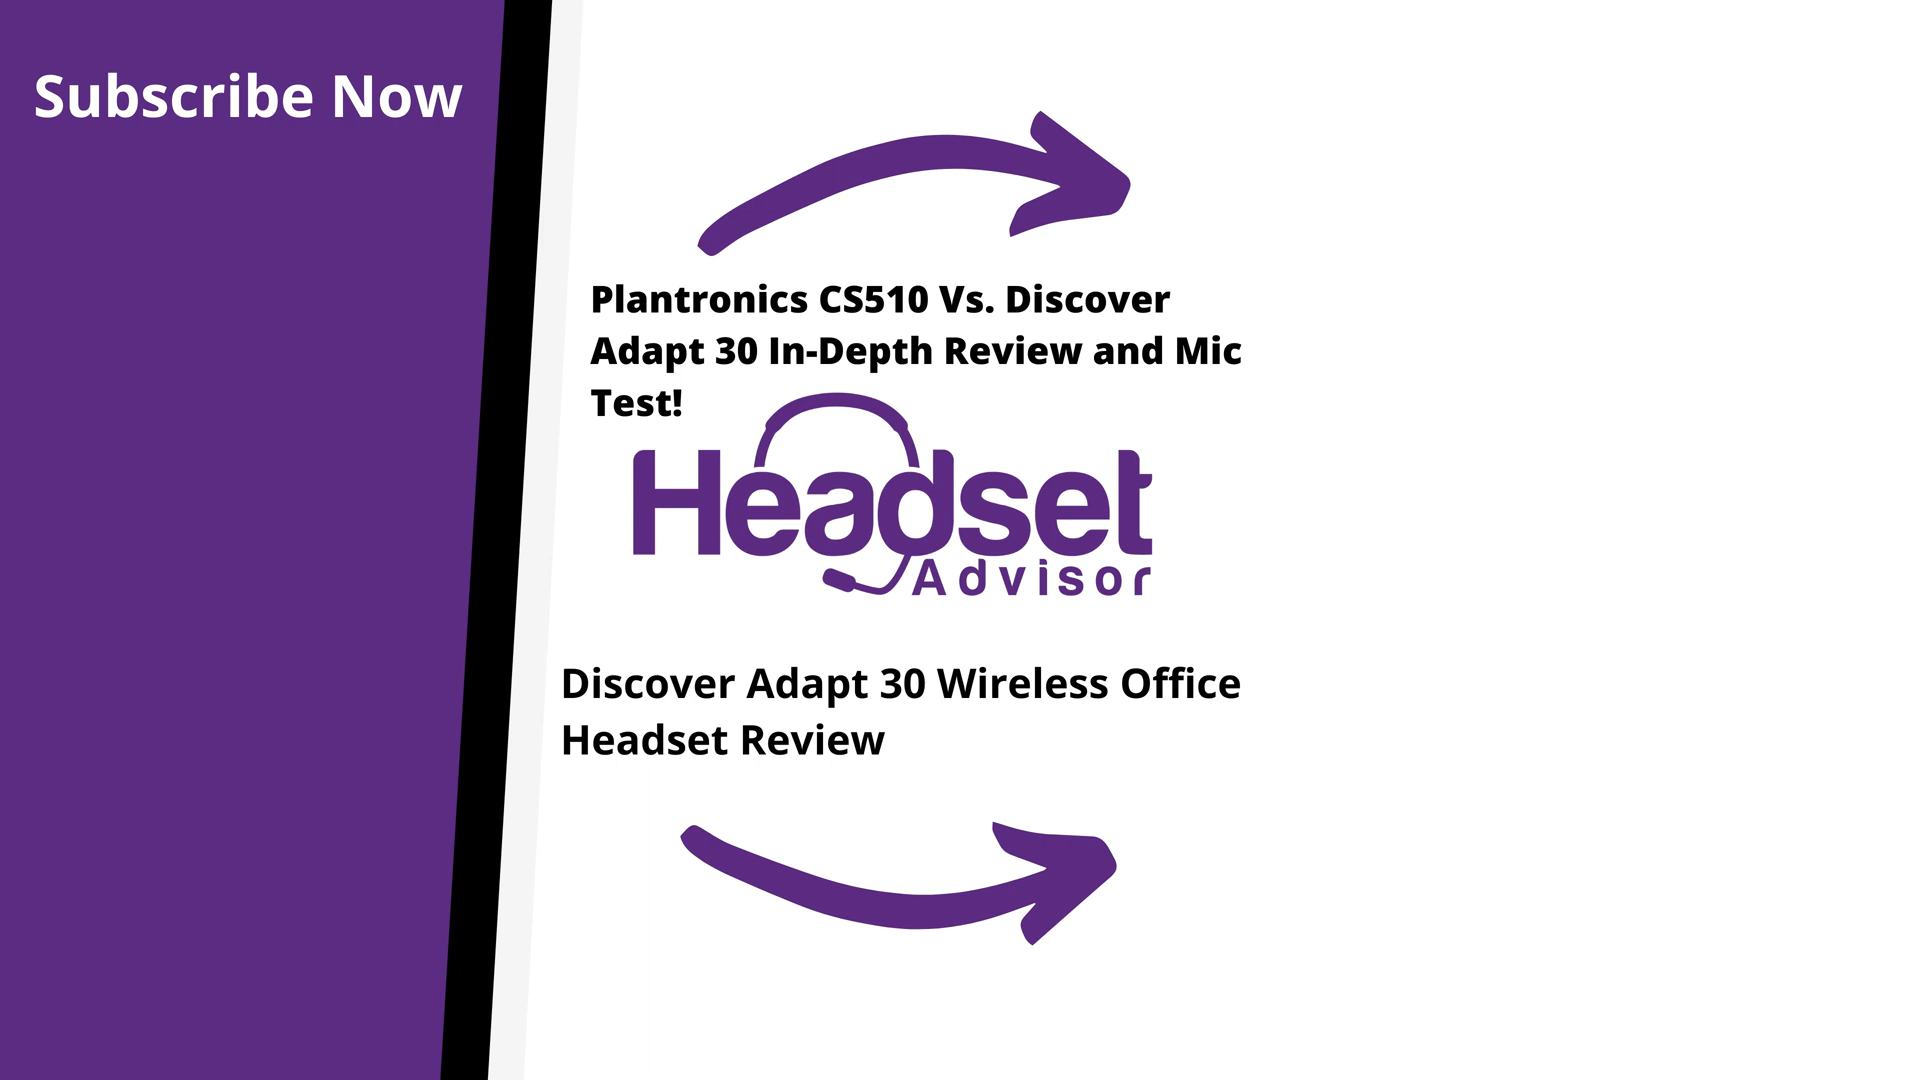 Subscribe Now
Plantronics CS510 Vs. Discover
Adapt 30 In-Depth Review and Mic
Test!
Headset
Advisor
Discover Adapt 30 Wireless Office
Headset Review